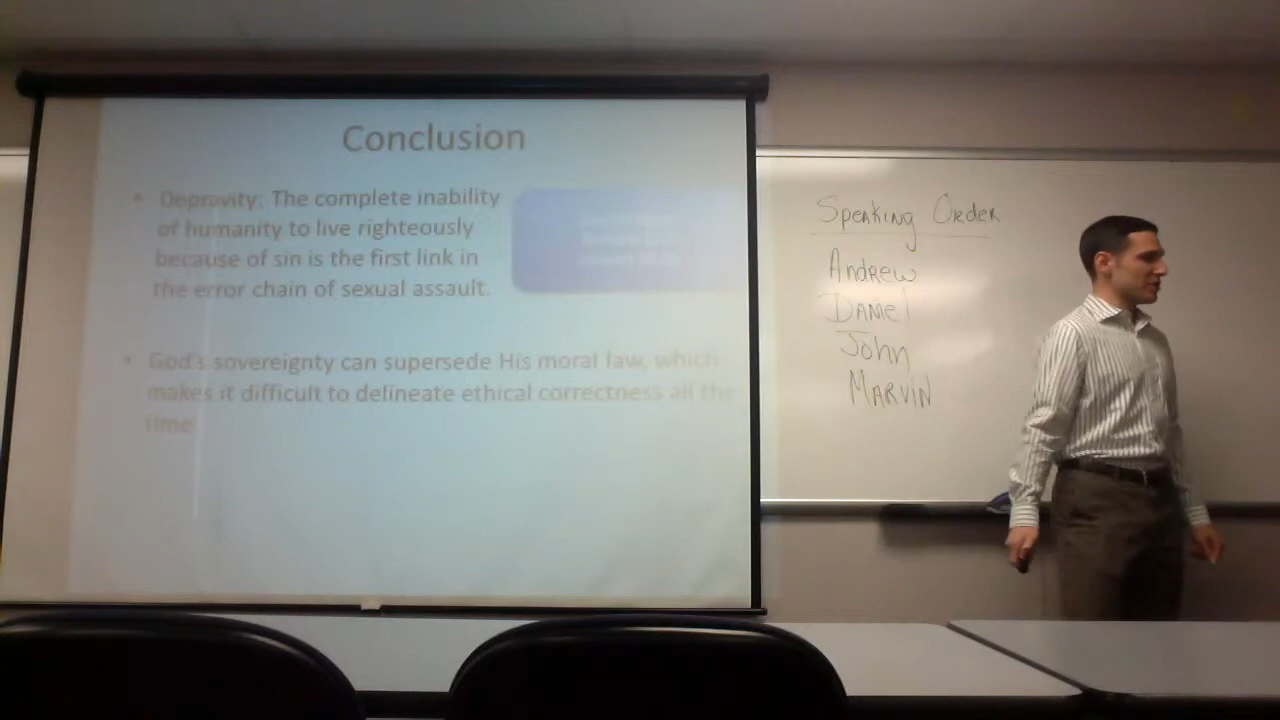 Conclusion
• Depravity: The complete inability
of humanity to live righteously
because of sin is the first link in
the error chain of sexual assault.
• God's sovereignty can supersede His moral law, which
makes it difficult to delineate ethical correctness all the
time
Speaking Order
Andrew
Daniel
John
Marvin